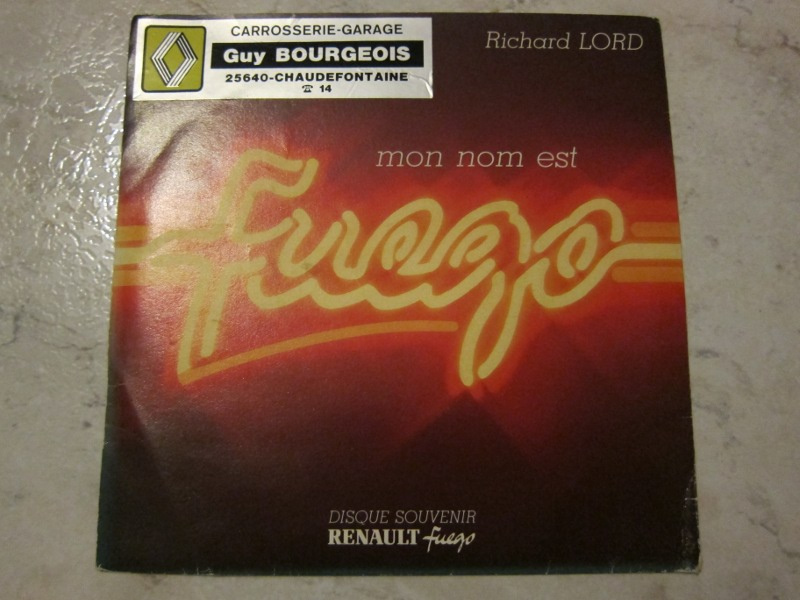 CARROSSERIE-GARAGE
Guy BOURGEOIS
25640-CHAUDEFONTAINE
☎ 14
Richard LORD
mon nom est
fuego
DISQUE SOUVENIR
RENAULT fuego